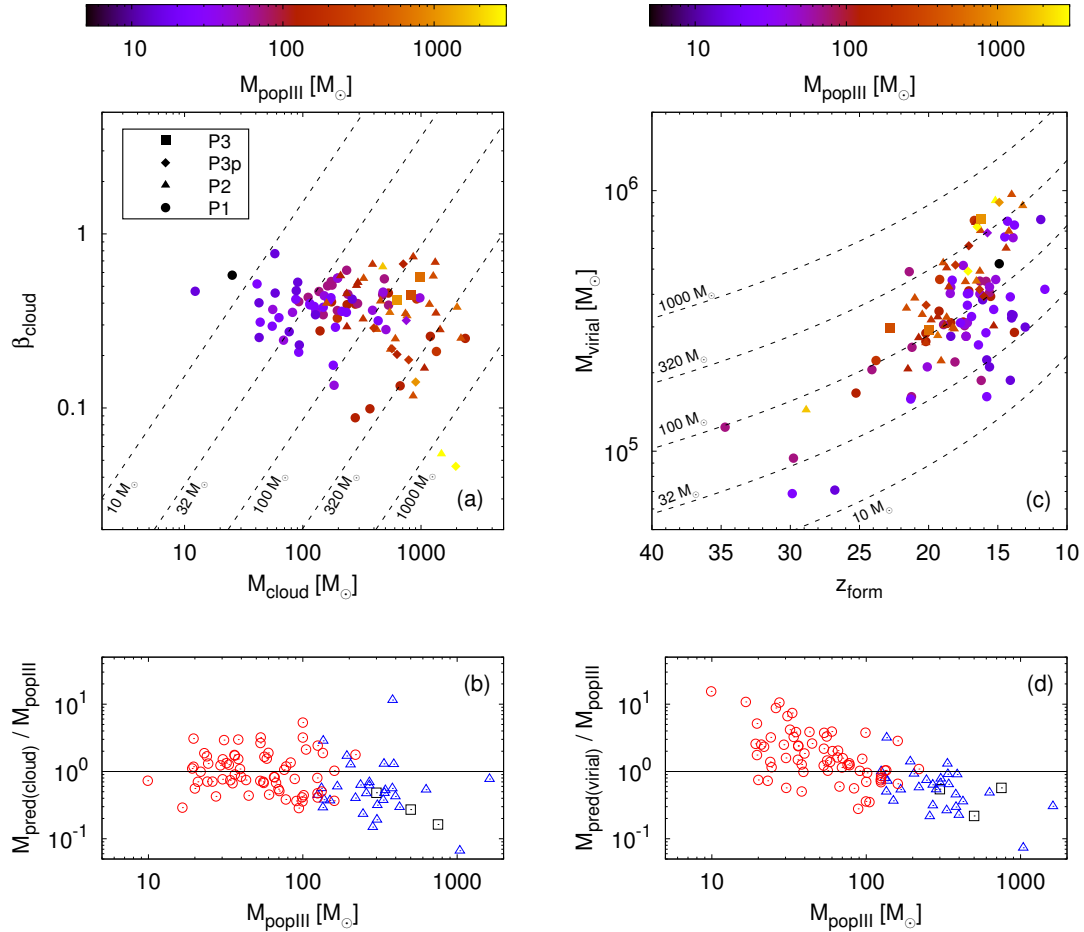 10 100 1000
M_popIII [M_☉]
β_cloud
1
0.1
P3
P3p
P2
P1
10 M_☉
32 M_☉
100 M_☉
320 M_☉
1000 M_☉
(a)
10 100 1000
M_cloud [M_☉]
10 100 1000
M_popIII [M_☉]
M_virial [M_☉]
10^6
10^5
1000 M_☉
320 M_☉
100 M_☉
32 M_☉
10 M_☉
(c)
40 35 30 25 20 15 10
z_form
M_pred(cloud) / M_popIII
10^1
10^0
10^-1
(b)
10 100 1000
M_popIII [M_☉]
M_pred(virial) / M_popIII
10^1
10^0
10^-1
(d)
10 100 1000
M_popIII [M_☉]